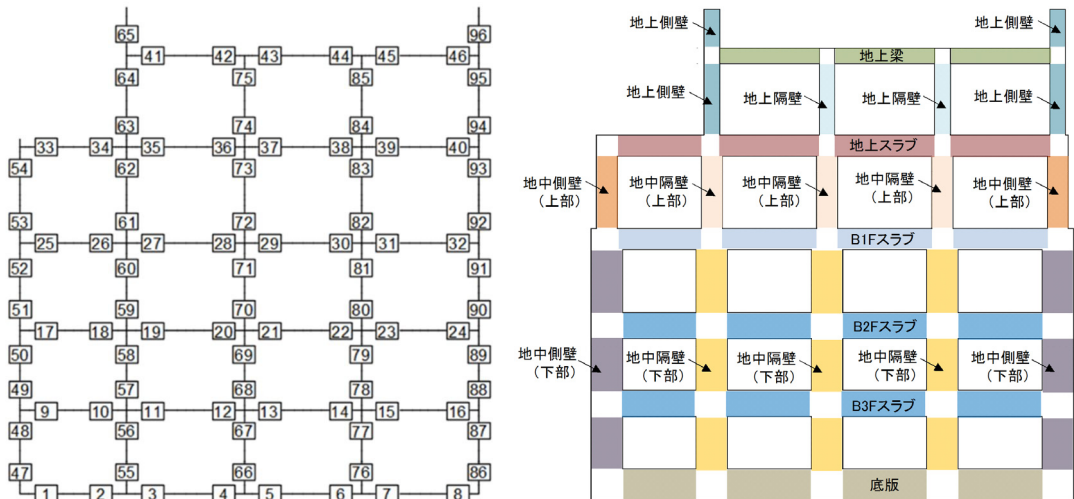 65 96
41 42 43 44 45 46
64 75 85 95
63 74 84 94
33 34 35 36 37 38 39 40
54 62 73 83 93
53 61 72 82 92
25 26 27 28 29 30 31 32
52 60 71 81 91
51 59 70 80 90
17 18 19 20 21 22 23 24
50 58 69 79 89
49 57 68 78 88
9 10 11 12 13 14 15 16
48 56 67 77 87
47 55 66 76 86
1 2 3 4 5 6 7 8
地上側壁
地上側壁
地上梁
地上側壁
地上隔壁
地上隔壁
地上側壁
地上スラブ
地中側壁
(上部)
地中隔壁
(上部)
地中隔壁
(上部)
地中隔壁
(上部)
地中側壁
(上部)
B1Fスラブ
B2Fスラブ
地中側壁
(下部)
地中隔壁
(下部)
地中隔壁
(下部)
地中隔壁
(下部)
地中側壁
(下部)
B3Fスラブ
底版